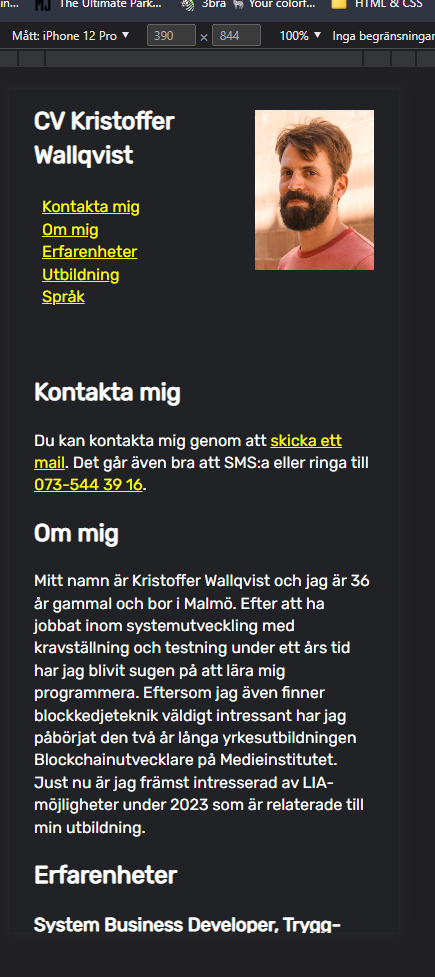 in...
The Ultimate Park...
3bra
Your colorf...
HTML & CSS
Mått: iPhone 12 Pro ▼ 390 × 844 100% ▼ Inga begränsningar
CV Kristoffer
Wallqvist
Kontakta mig
Om mig
Erfarenheter
Utbildning
Språk
Kontakta mig
Du kan kontakta mig genom att skicka ett
mail. Det går även bra att SMS:a eller ringa till
073-544 39 16.
Om mig
Mitt namn är Kristoffer Wallqvist och jag är 36
år gammal och bor i Malmö. Efter att ha
jobbat inom systemutveckling med
kravställning och testning under ett års tid
har jag blivit sugen på att lära mig
programmera. Eftersom jag även finner
blockkedjeteknik väldigt intressant har jag
påbörjat den två år långa yrkesutbildningen
Blockchainutvecklare på Medieinstitutet.
Just nu är jag främst intresserad av LIA-
möjligheter under 2023 som är relaterade till
min utbildning.
Erfarenheter
System Business Developer, Trygg-